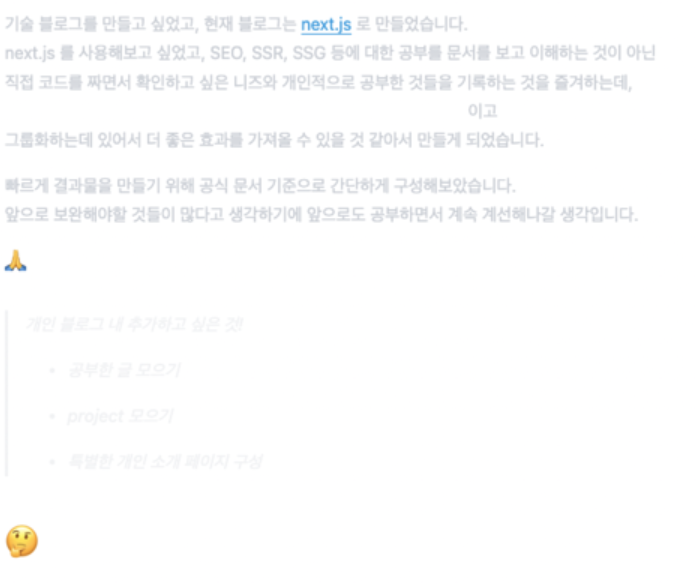 기술 블로그를 만들고 싶었고, 현재 블로그는 next.js 로 만들었습니다.
next.js 를 사용해보고 싶었고, SEO, SSR, SSG 등에 대한 공부를 문서를 보고 이해하는 것이 아닌
직접 코드를 짜면서 확인하고 싶은 니즈와 개인적으로 공부한 것들을 기록하는 것을 즐겨하는데,
이고
그룹화하는데 있어서 더 좋은 효과를 가져올 수 있을 것 같아서 만들게 되었습니다.
빠르게 결과물을 만들기 위해 공식 문서 기준으로 간단하게 구성해보았습니다.
앞으로 보완해야할 것들이 많다고 생각하기에 앞으로도 공부하면서 계속 계선해나갈 생각입니다.
🙏
개인 블로그 내 추가하고 싶은 것!
• 공부한 글 모으기
• project 모으기
• 특별한 개인 소개 페이지 구성
🤔